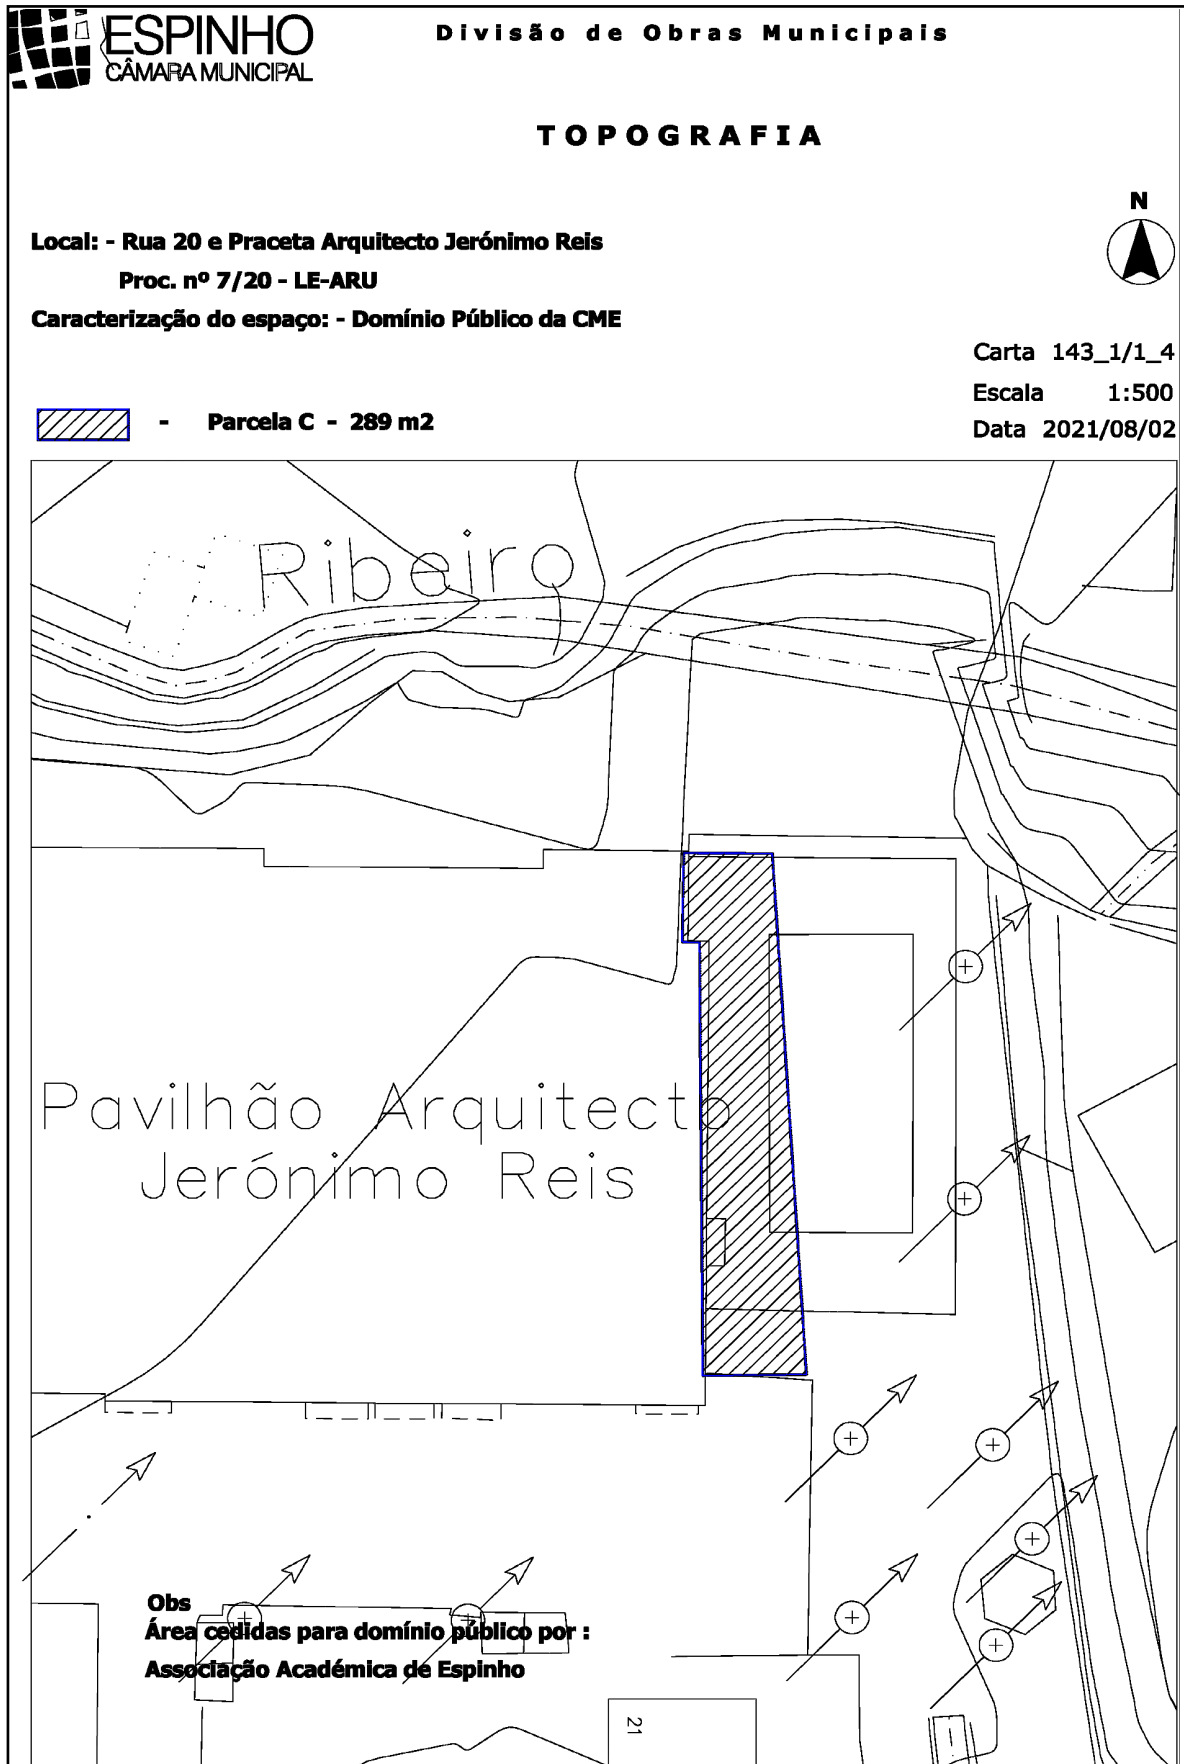 ESPINHO
CÂMARA MUNICIPAL
Divisão de Obras Municipais
TOPOGRAFIA
N
Local: - Rua 20 e Praceta Arquitecto Jerónimo Reis
Proc. nº 7/20 - LE-ARU
Caracterização do espaço: - Domínio Público da CME
Carta 143_1/1_4
Escala 1:500
Data 2021/08/02
- Parcela C - 289 m2
Ribeiro
Pavilhão Arquitecto
Jerónimo Reis
Obs
Área cedidas para domínio público por :
Associação Académica de Espinho
21